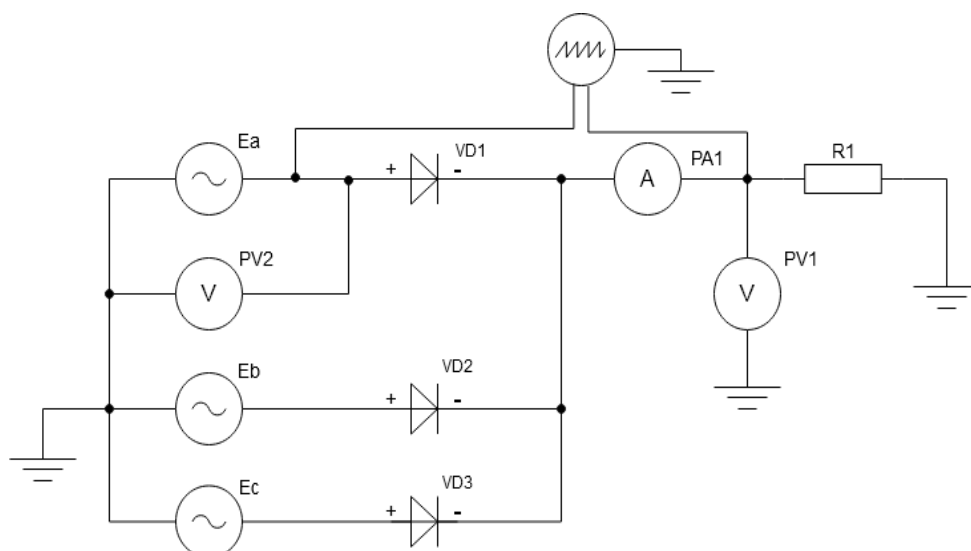 Ea
+
VD1
-
A
PA1
R1
PV2
V
PV1
V
Eb
+
VD2
-
Ec
+
VD3
-